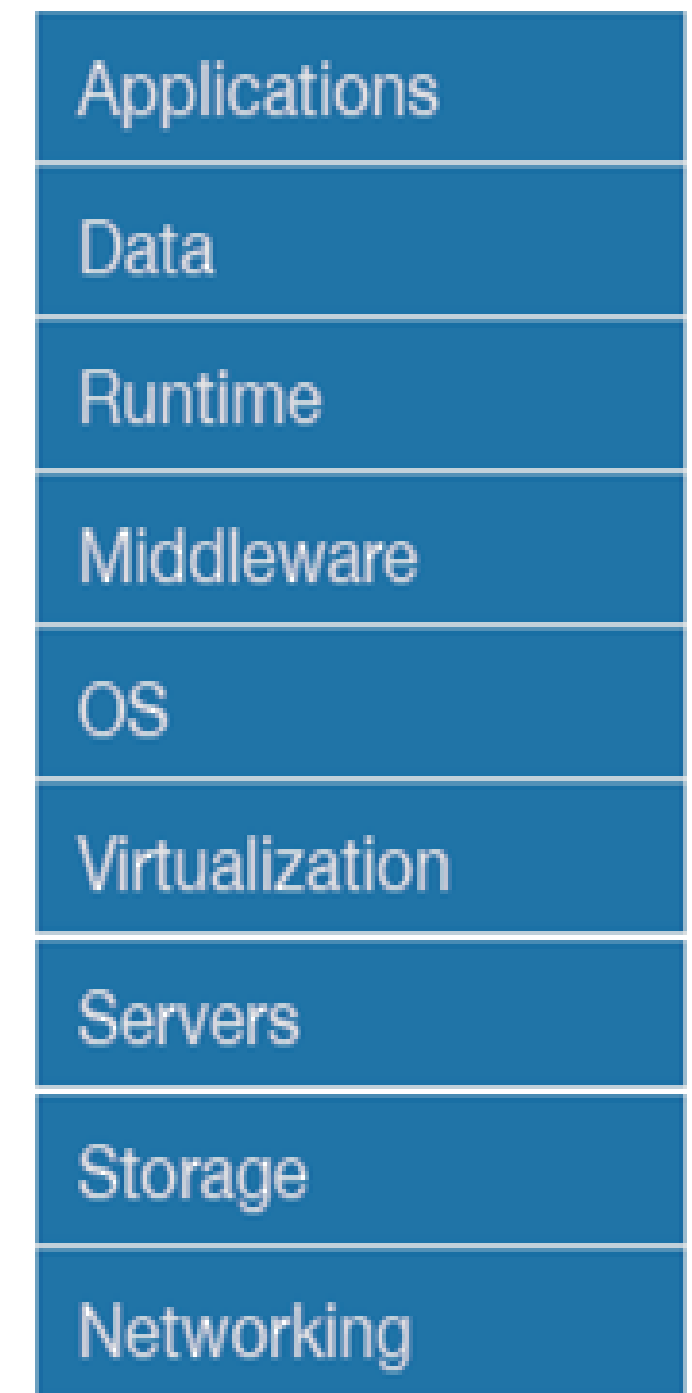 Applications
Data
Runtime
Middleware
OS
Virtualization
Servers
Storage
Networking